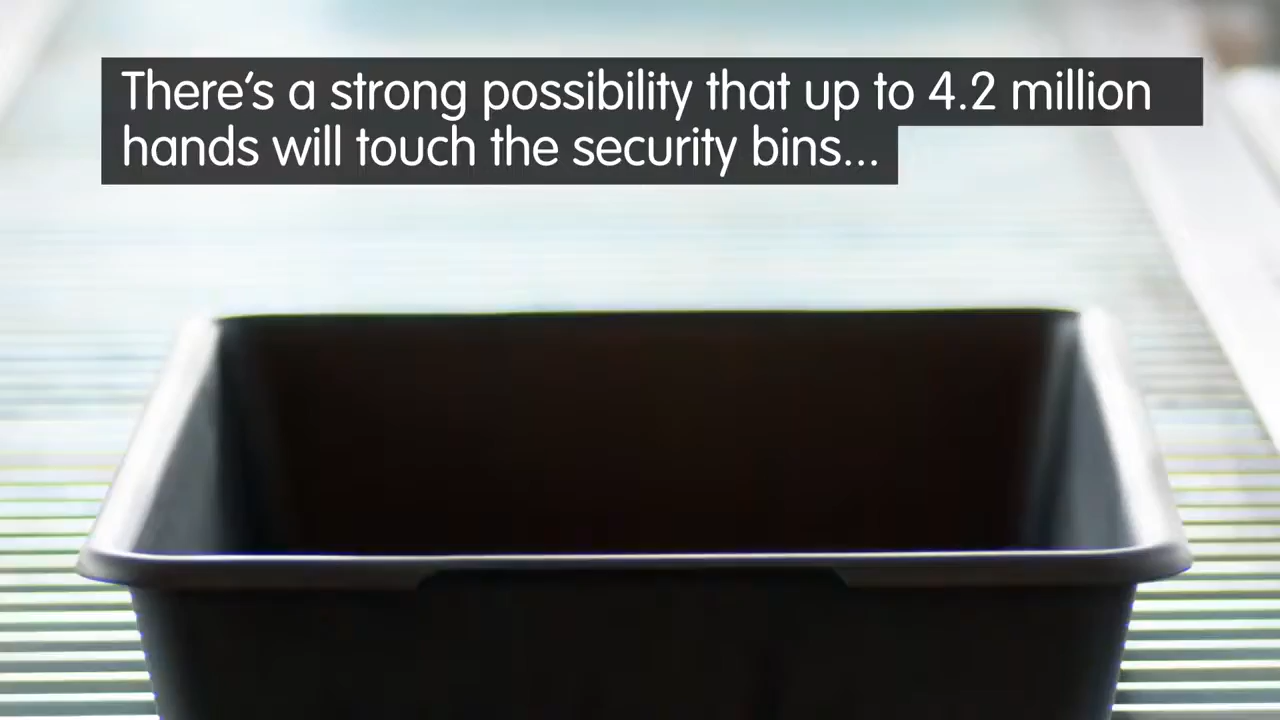 There's a strong possibility that up to 4.2 million
hands will touch the security bins...